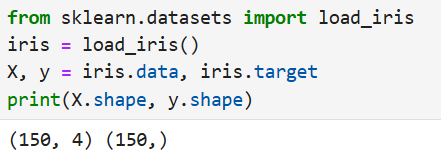 from sklearn.datasets import load_iris
iris = load_iris()
X, y = iris.data, iris.target
print(X.shape, y.shape)
(150, 4) (150,)